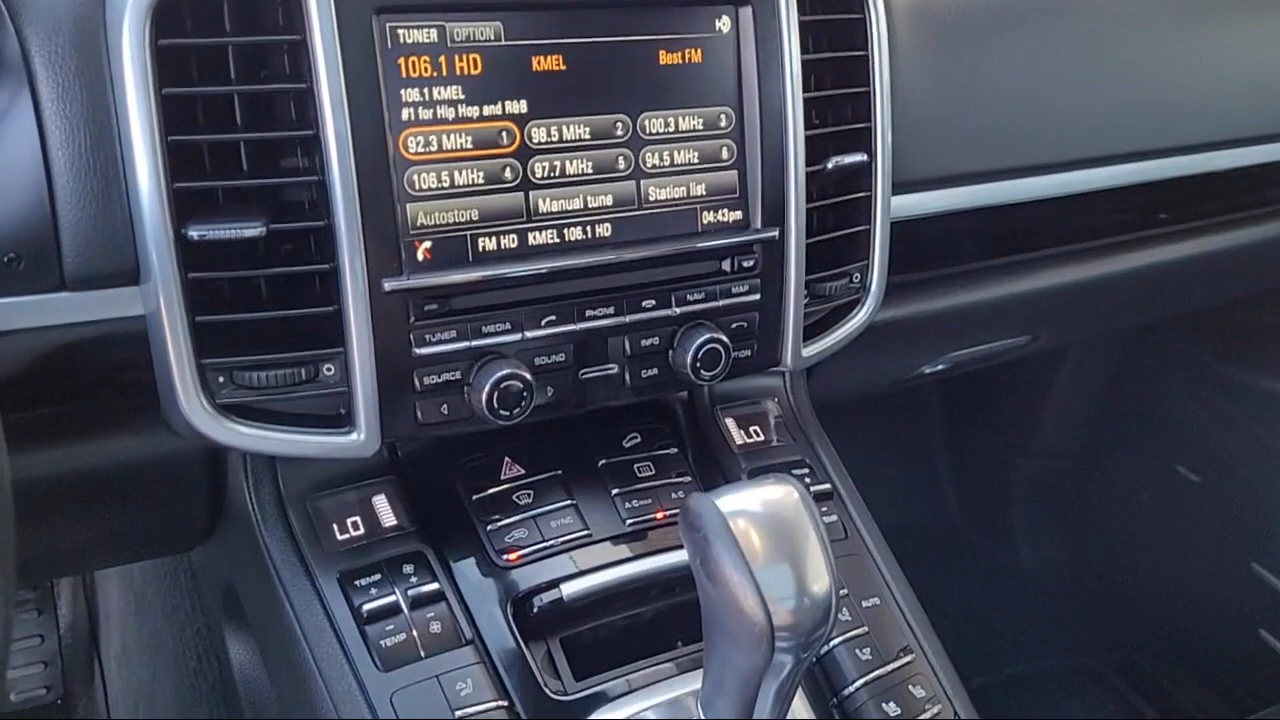 TUNER OPTION
106.1 HD KMEL Best FM
106.1 KMEL
#1 for Hip Hop and R&B
92.3 MHz 1 98.5 MHz 2 100.3 MHz 3
106.5 MHz 4 97.7 MHz 5 94.5 MHz 6
Autostore Manual tune Station list
FM HD KMEL 106.1 HD 04:43pm
TUNER MEDIA PHONE NAVI MAP
SOURCE SOUND INFO
CAR
LO
LO
A/C MAX A/C
SYNC
TEMP +
+
TEMP -
-
AUTO